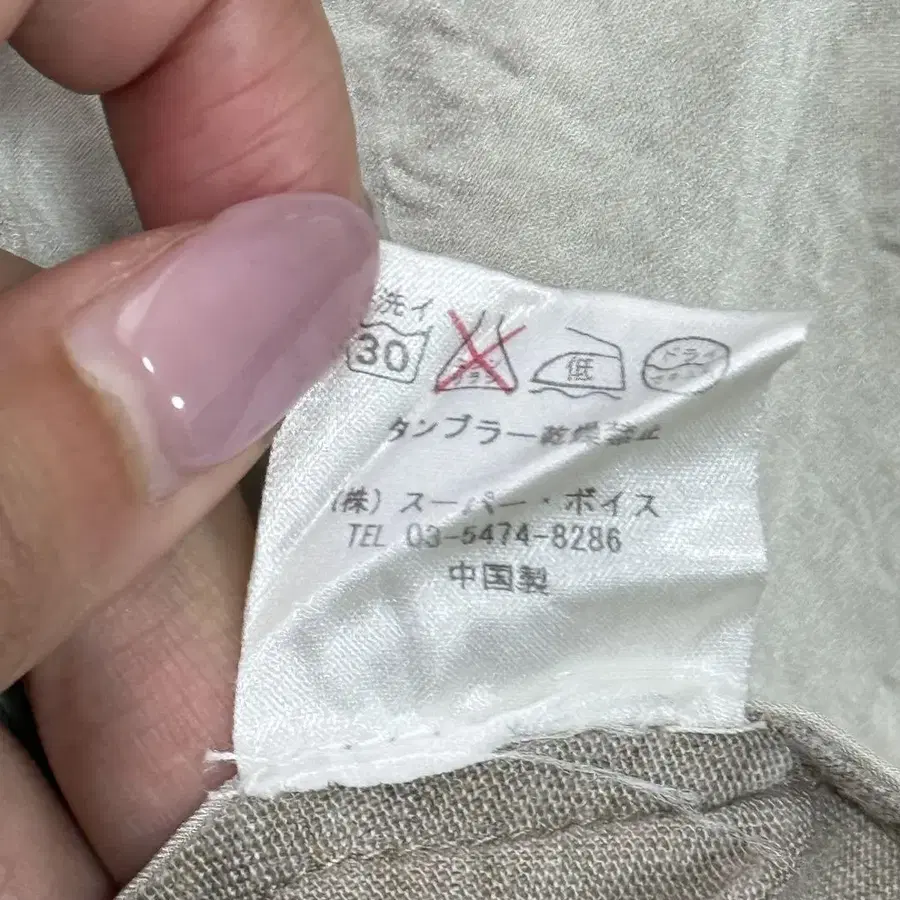 洗イ
30
低
ドライ
タンブラー乾燥禁止
(株) スーパー・ボイス
TEL 03-5474-8286
中国製